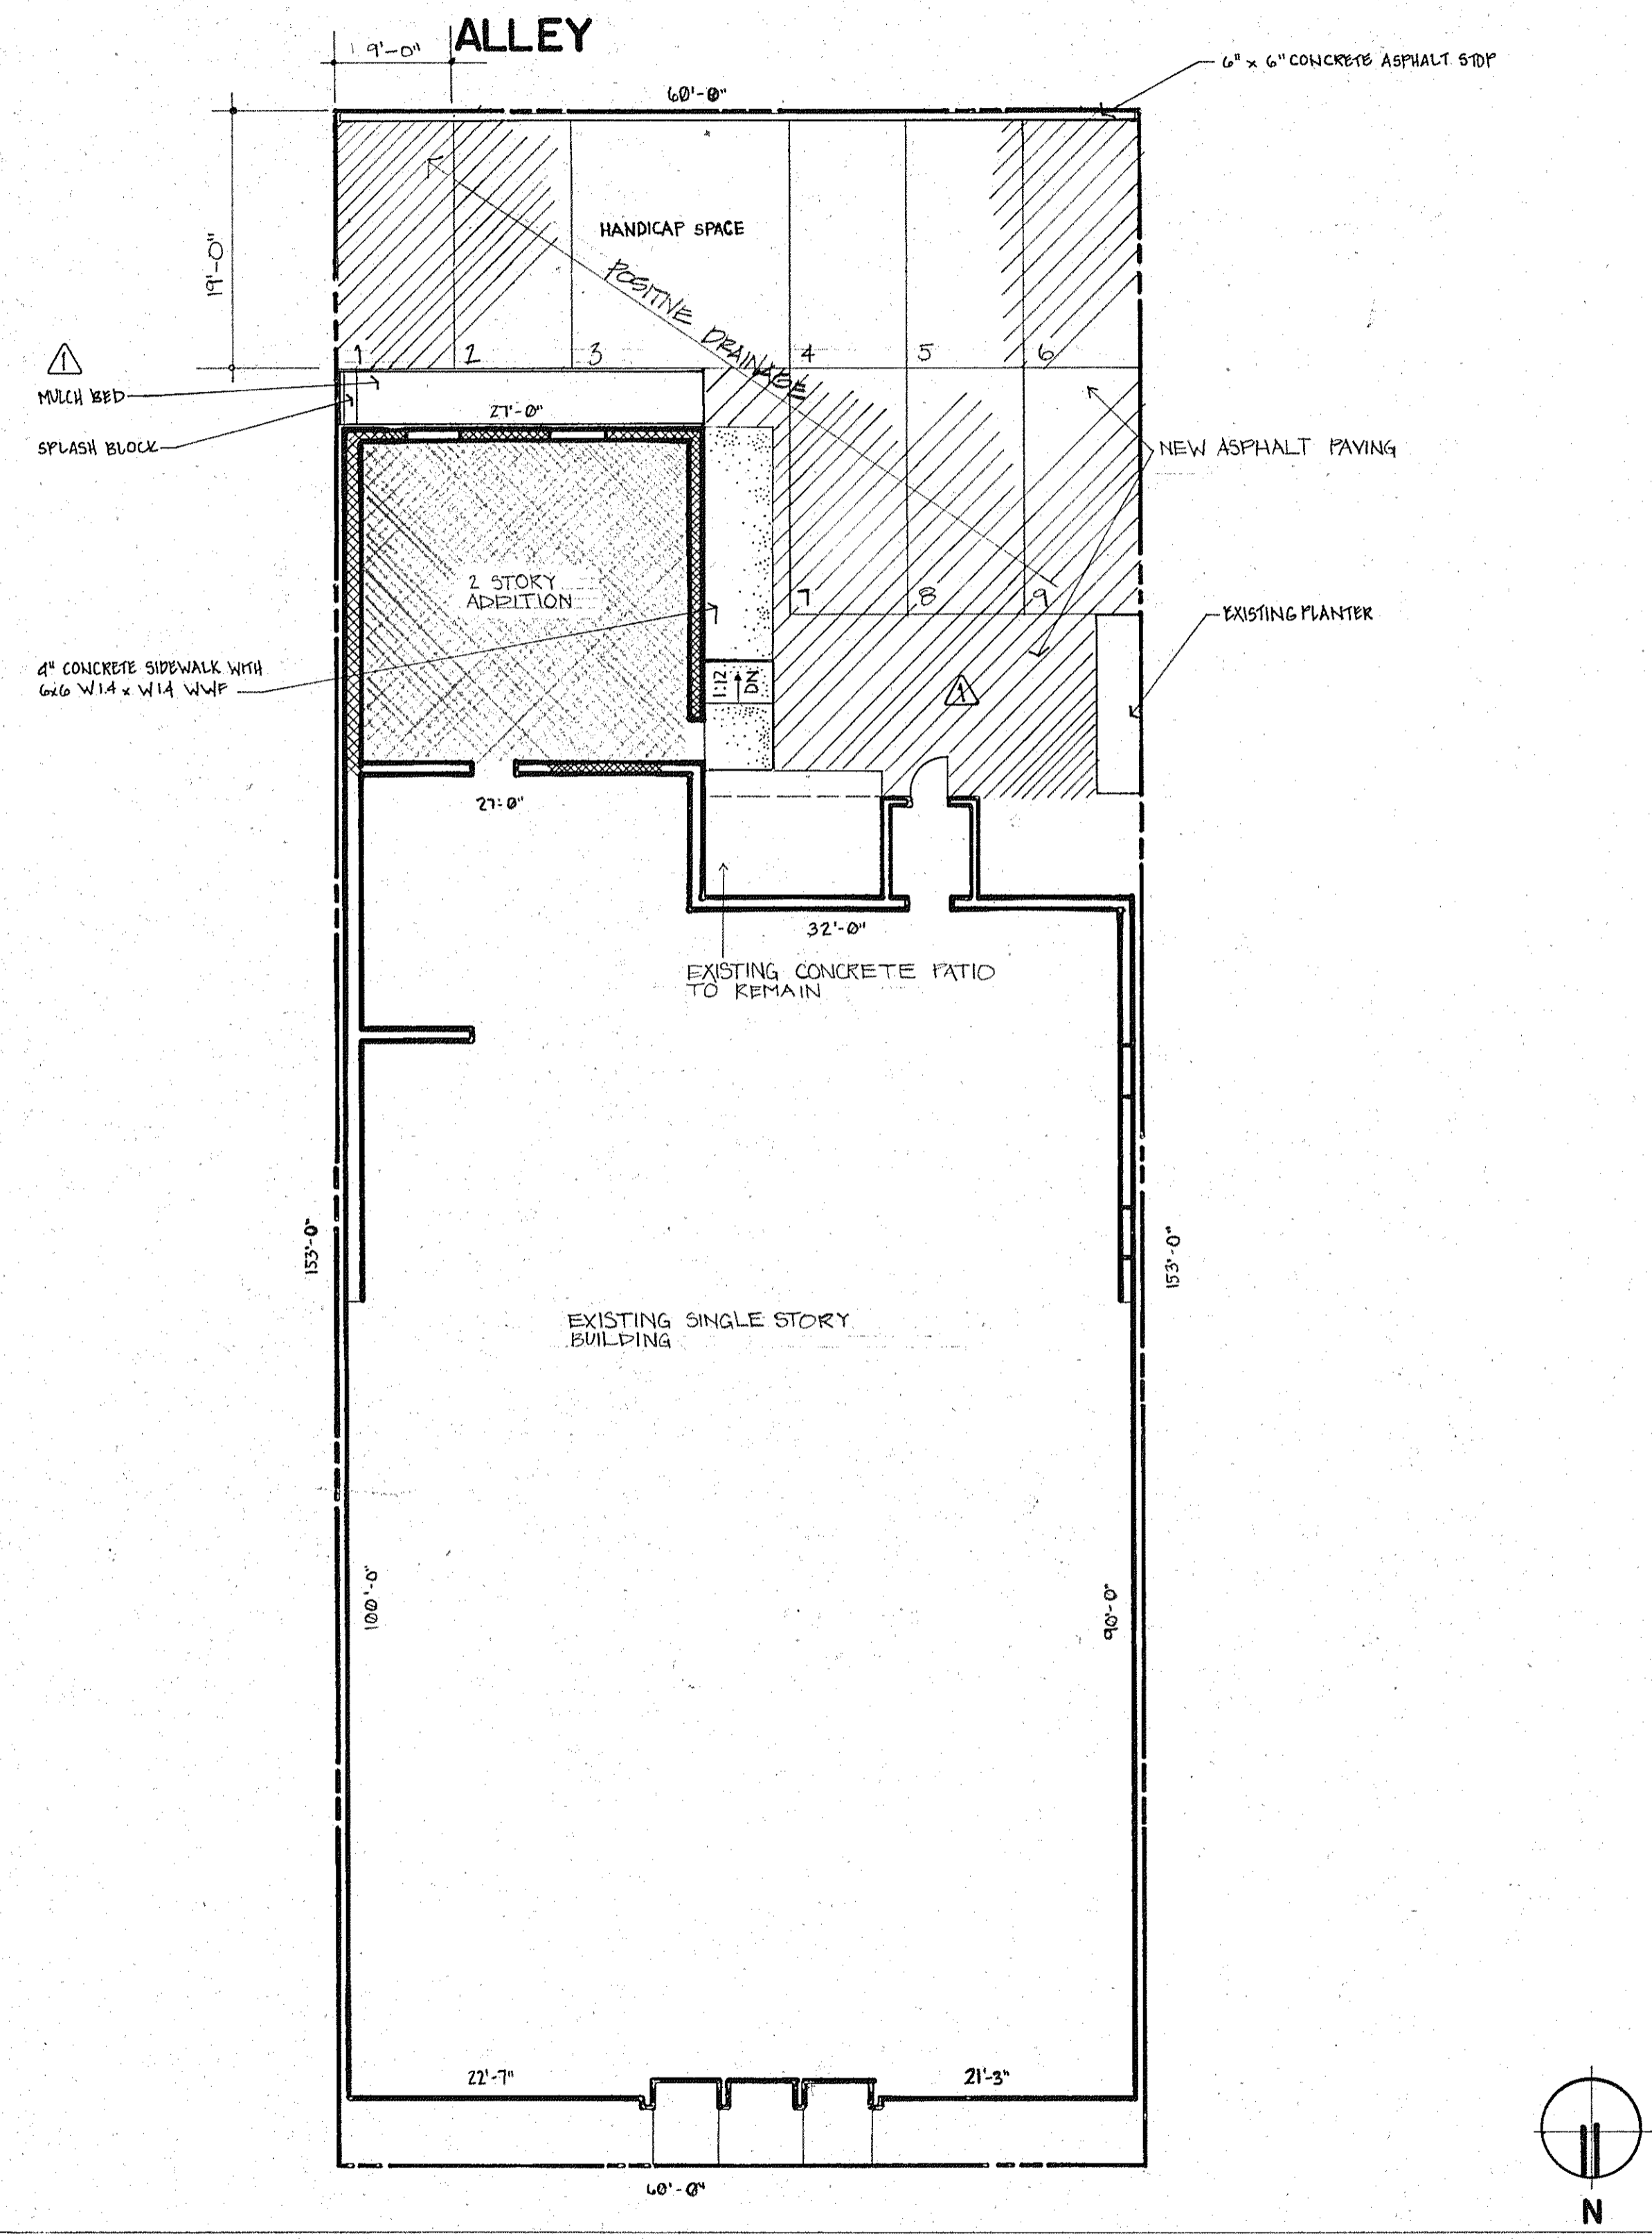 ALLEY
9'-0"
6" x 6" CONCRETE ASPHALT STOP
60'-0"
19'-0"
HANDICAP SPACE
POSITIVE DRAINAGE
1
2
3
4
5
6
1
MULCH BED
SPLASH BLOCK
27'-0"
NEW ASPHALT PAVING
2 STORY
ADDITION
7
8
9
EXISTING PLANTER
4" CONCRETE SIDEWALK WITH
6x6 W1.4 x W1.4 WWF
1:12
DN
1
27'-0"
32'-0"
EXISTING CONCRETE PATIO
TO REMAIN
153'-0"
153'-0"
EXISTING SINGLE STORY
BUILDING
100'-0"
90'-0"
22'-7"
21'-3"
60'-0"
N